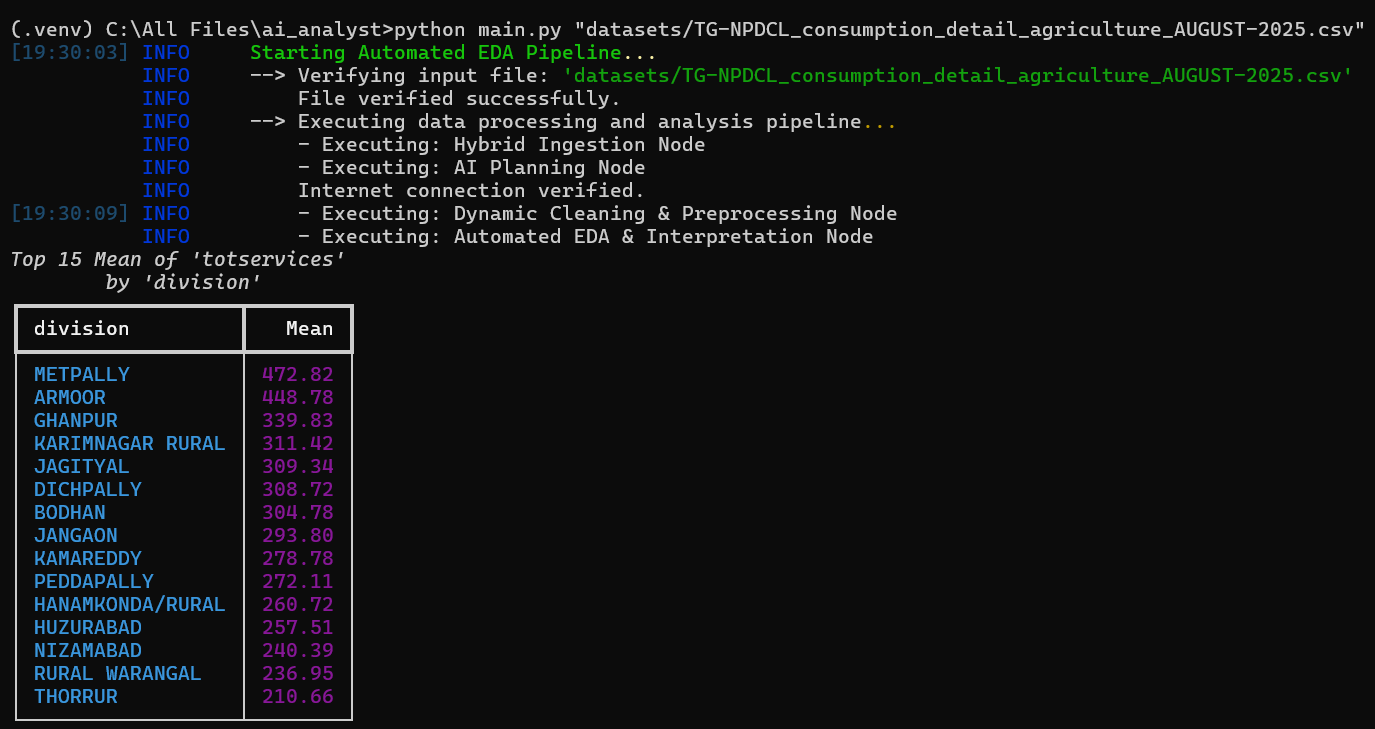 (.venv) C:\All Files\ai_analyst>python main.py "datasets/TG-NPDCL_consumption_detail_agriculture_AUGUST-2025.csv"
[19:30:03] INFO Starting Automated EDA Pipeline...
INFO --> Verifying input file: 'datasets/TG-NPDCL_consumption_detail_agriculture_AUGUST-2025.csv'
INFO File verified successfully.
INFO --> Executing data processing and analysis pipeline...
INFO - Executing: Hybrid Ingestion Node
INFO - Executing: AI Planning Node
INFO Internet connection verified.
[19:30:09] INFO - Executing: Dynamic Cleaning & Preprocessing Node
INFO - Executing: Automated EDA & Interpretation Node
Top 15 Mean of 'totservices'
by 'division'
division Mean
METPALLY 472.82
ARMOOR 448.78
GHANPUR 339.83
KARIMNAGAR RURAL 311.42
JAGITYAL 309.34
DICHPALLY 308.72
BODHAN 304.78
JANGAON 293.80
KAMAREDDY 278.78
PEDDAPALLY 272.11
HANAMKONDA/RURAL 260.72
HUZURABAD 257.51
NIZAMABAD 240.39
RURAL WARANGAL 236.95
THORRUR 210.66